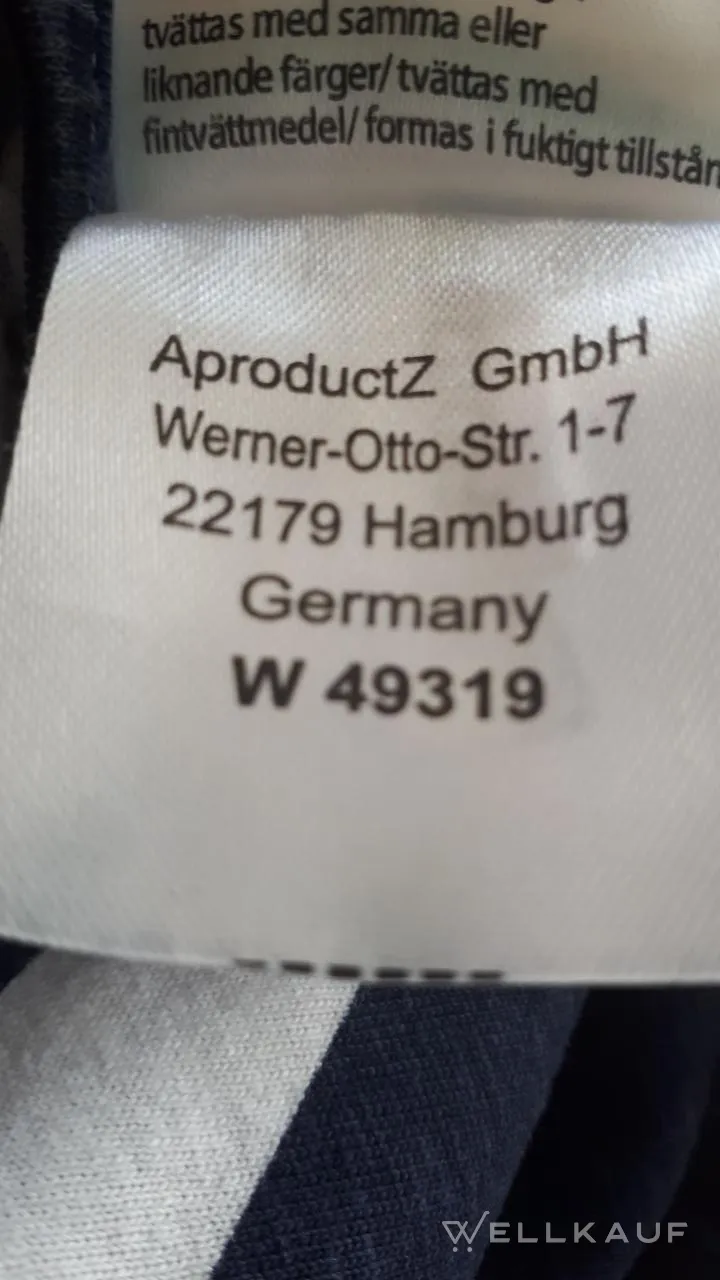 tvättas med samma eller
liknande färger/tvättas med
fintvättmedel/formas i fuktigt tillstån
AproductZ GmbH
Werner-Otto-Str. 1-7
22179 Hamburg
Germany
W 49319
WELLKAUF